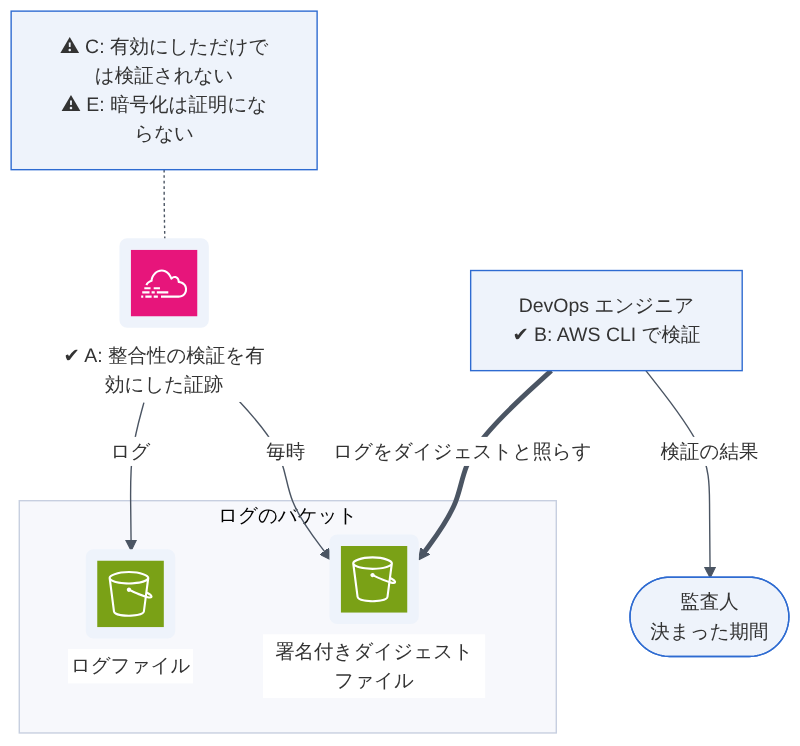 ⚠ C: 有効にしただけで
は検証されない
⚠ E: 暗号化は証明にな
らない
DevOps エンジニア
✔ B: AWS CLI で検証
✔ A: 整合性の検証を有
効にした証跡
ログ
毎時
ログをダイジェストと照らす
検証の結果
ログのバケット
監査人
決まった期間
ログファイル
署名付きダイジェスト
ファイル